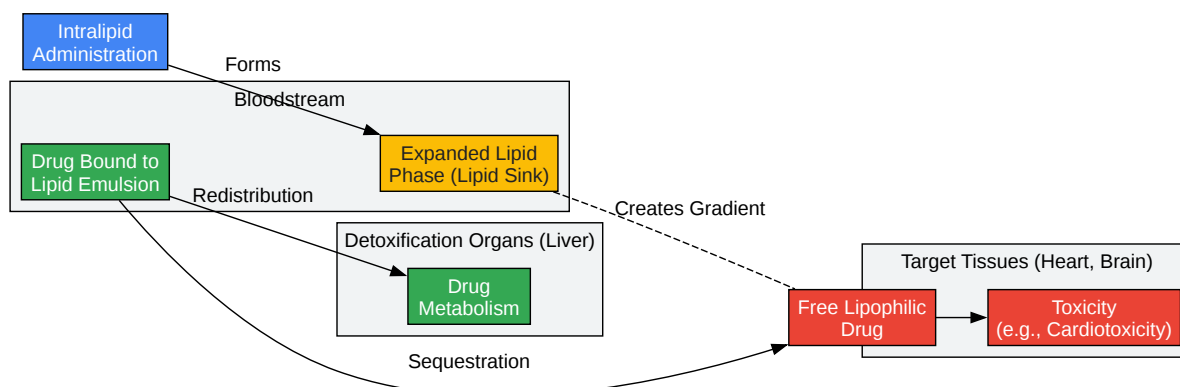 Intralipid
Administration
Forms
Bloodstream
Drug Bound to
Lipid Emulsion
Expanded Lipid
Phase (Lipid Sink)
Redistribution
Creates Gradient
Detoxification Organs (Liver)
Drug
Metabolism
Target Tissues (Heart, Brain)
Free Lipophilic
Drug
Toxicity
(e.g., Cardiotoxicity)
Sequestration